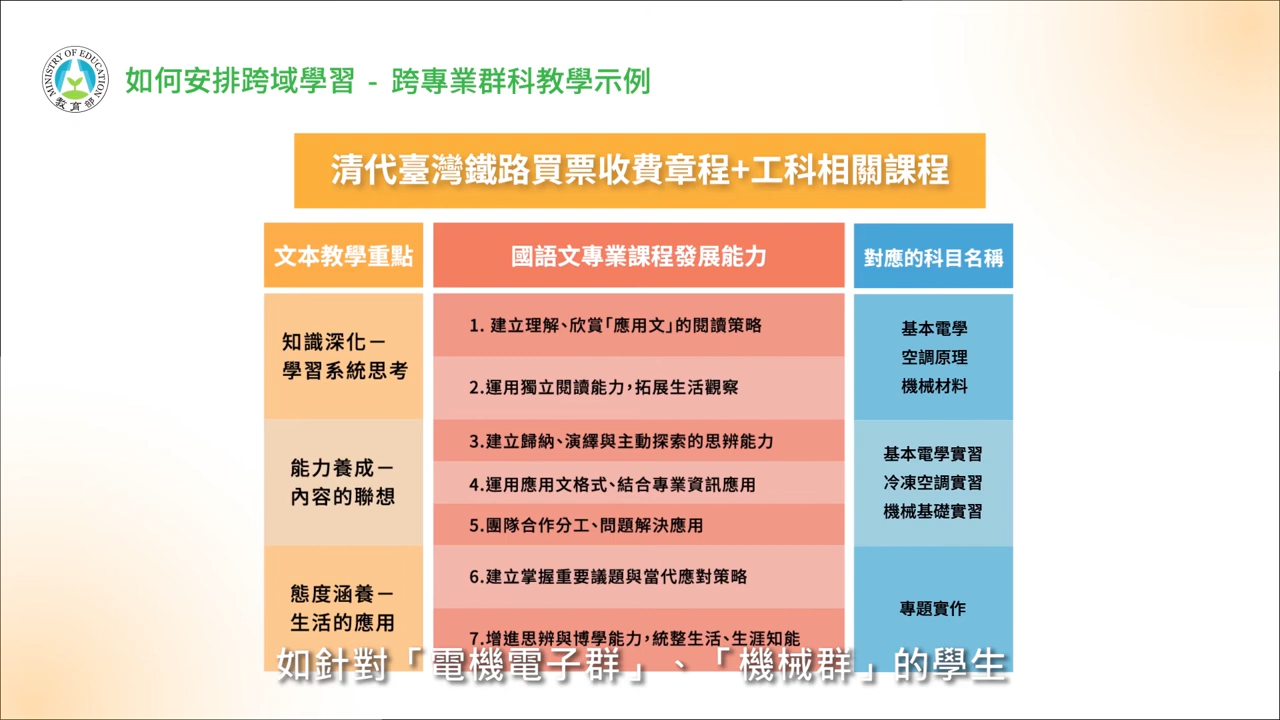 MINISTRY OF EDUCATION
教育部
如何安排跨域學習 - 跨專業群科教學示例
清代臺灣鐵路買票收費章程+工科相關課程
文本教學重點
國語文專業課程發展能力
對應的科目名稱
知識深化－
學習系統思考
1. 建立理解、欣賞「應用文」的閱讀策略
2.運用獨立閱讀能力，拓展生活觀察
基本電學
空調原理
機械材料
能力養成－
內容的聯想
3.建立歸納、演繹與主動探索的思辨能力
4.運用應用文格式、結合專業資訊應用
5.團隊合作分工、問題解決應用
基本電學實習
冷凍空調實習
機械基礎實習
態度涵養－
生活的應用
6.建立掌握重要議題與當代應對策略
7.增進思辨與博學能力，統整生活、生涯知能
專題實作
如針對「電機電子群」、「機械群」的學生